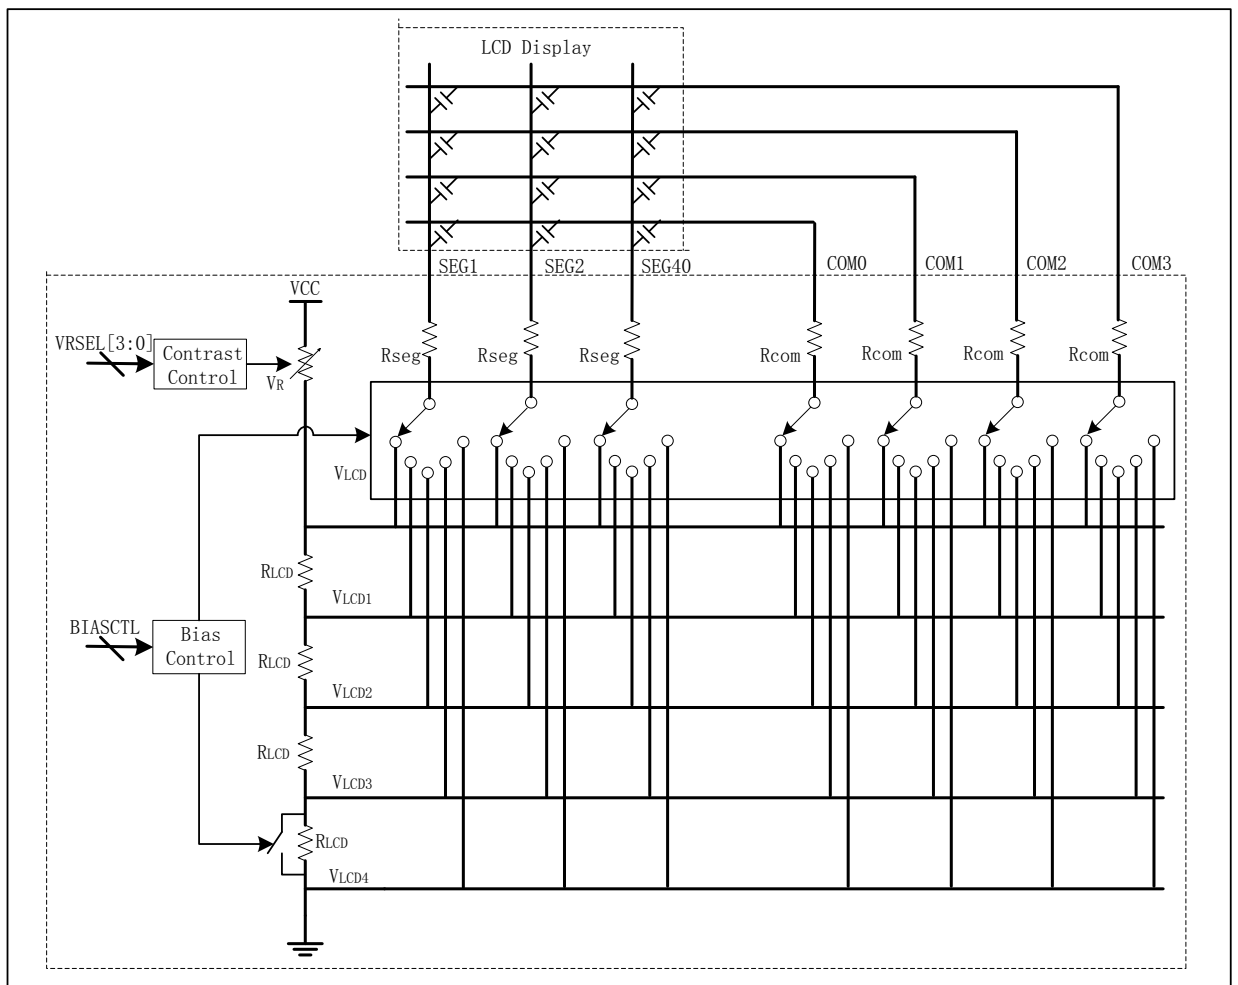 LCD Display
SEG1 SEG2 SEG40 COM0 COM1 COM2 COM3
VCC
VRSEL[3:0]
Contrast
Control
VR
Rseg Rseg Rseg Rcom Rcom Rcom Rcom
VLCD
RLCD
VLCD1
BIASCTL
Bias
Control
RLCD
VLCD2
RLCD
VLCD3
RLCD
VLCD4